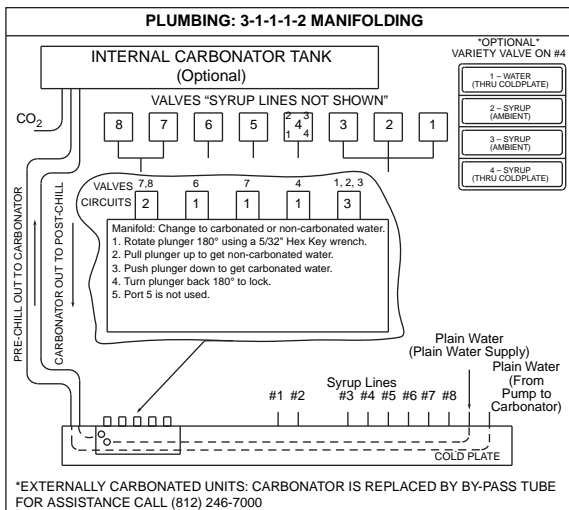 PLUMBING: 3-1-1-1-2 MANIFOLDING
INTERNAL CARBONATOR TANK
(Optional)
*OPTIONAL*
VARIETY VALVE ON #4
1 – WATER
(THRU COLDPLATE)
2 – SYRUP
(AMBIENT)
3 – SYRUP
(AMBIENT)
4 – SYRUP
(THRU COLDPLATE)
CO2
VALVES “SYRUP LINES NOT SHOWN”
8 7 6 5 2 3 4 1 4 3 2 1
VALVES 7,8 6 7 4 1, 2, 3
CIRCUITS 2 1 1 1 3
Manifold: Change to carbonated or non-carbonated water.
1. Rotate plunger 180° using a 5/32" Hex Key wrench.
2. Pull plunger up to get non-carbonated water.
3. Push plunger down to get carbonated water.
4. Turn plunger back 180° to lock.
5. Port 5 is not used.
PRE-CHILL OUT TO CARBONATOR
CARBONATOR OUT TO POST-CHILL
Plain Water
(Plain Water Supply)
Plain Water
(From
Pump to
Carbonator)
Syrup Lines
#1 #2 #3 #4 #5 #6 #7 #8
COLD PLATE
*EXTERNALLY CARBONATED UNITS: CARBONATOR IS REPLACED BY BY-PASS TUBE
FOR ASSISTANCE CALL (812) 246-7000